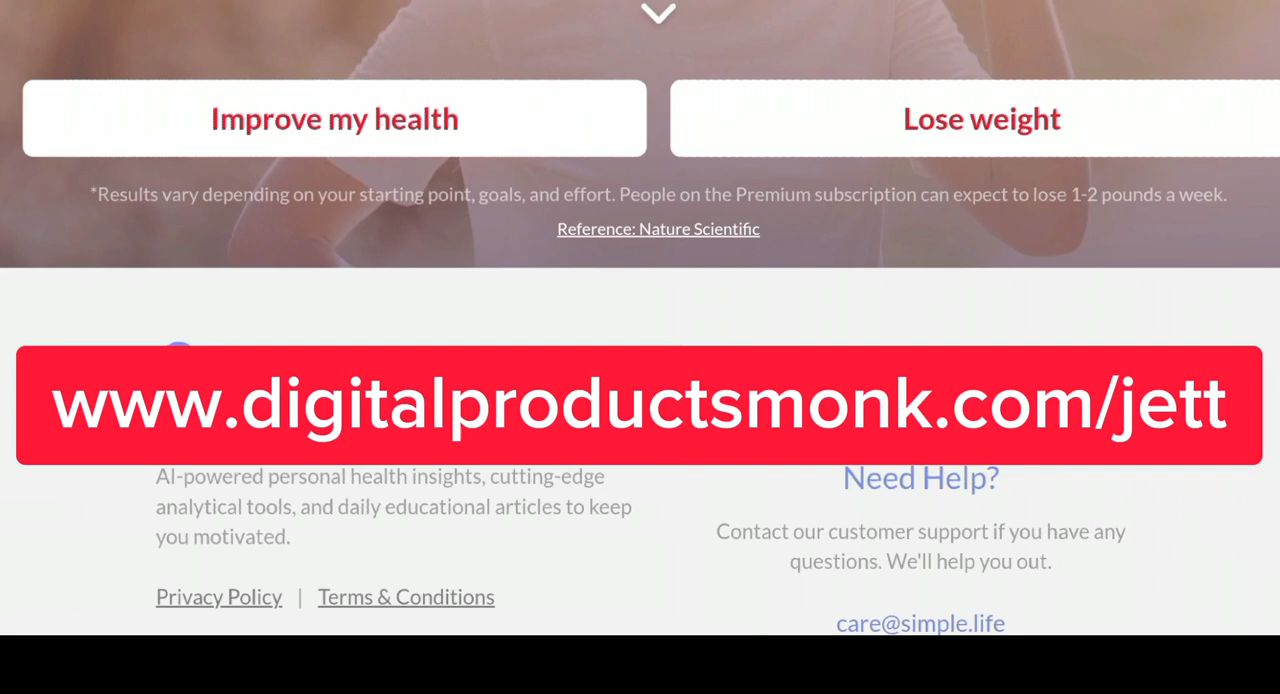 Improve my health
Lose weight
*Results vary depending on your starting point, goals, and effort. People on the Premium subscription can expect to lose 1-2 pounds a week.
Reference: Nature Scientific
www.digitalproductsmonk.com/jett
AI-powered personal health insights, cutting-edge
analytical tools, and daily educational articles to keep
you motivated.
Privacy Policy | Terms & Conditions
Need Help?
Contact our customer support if you have any
questions. We'll help you out.
care@simple.life